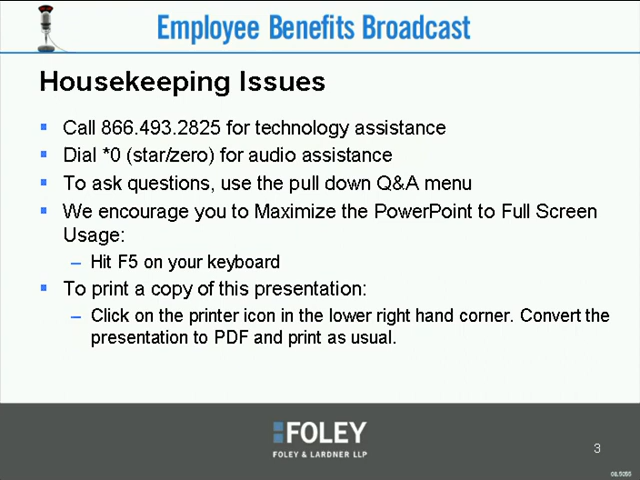 Employee Benefits Broadcast
Housekeeping Issues
Call 866.493.2825 for technology assistance
Dial *0 (star/zero) for audio assistance
To ask questions, use the pull down Q&A menu
We encourage you to Maximize the PowerPoint to Full Screen
Usage:
– Hit F5 on your keyboard
To print a copy of this presentation:
– Click on the printer icon in the lower right hand corner. Convert the
presentation to PDF and print as usual.
FOLEY
FOLEY & LARDNER LLP
3